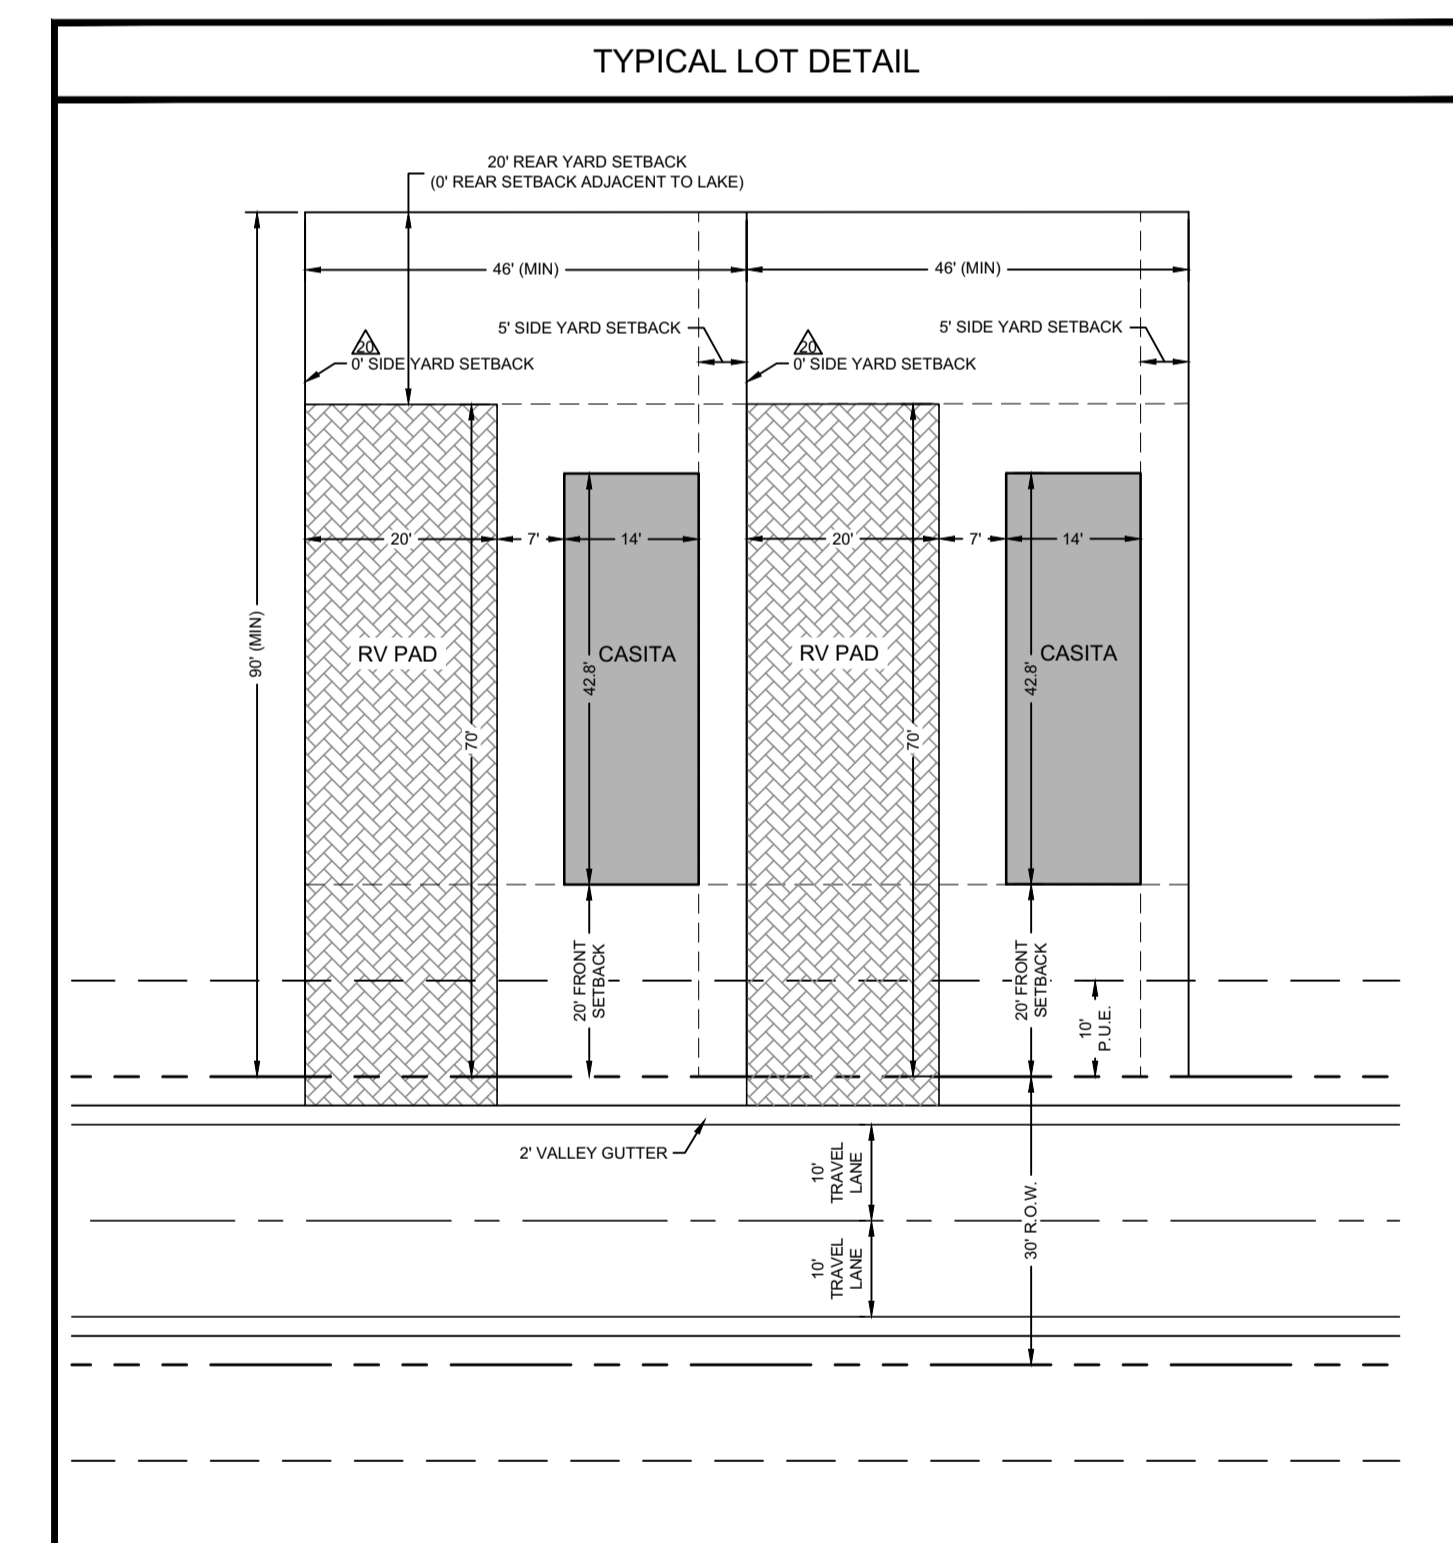 TYPICAL LOT DETAIL
20' REAR YARD SETBACK
(0' REAR SETBACK ADJACENT TO LAKE)
46' (MIN)
46' (MIN)
5' SIDE YARD SETBACK
5' SIDE YARD SETBACK
20
0' SIDE YARD SETBACK
20
0' SIDE YARD SETBACK
20'
7'
14'
20'
7'
14'
90' (MIN)
RV PAD
42.8'
CASITA
RV PAD
42.8'
CASITA
70'
70'
20' FRONT
SETBACK
20' FRONT
SETBACK
10'
P.U.E.
2' VALLEY GUTTER
10'
TRAVEL
LANE
30' R.O.W.
10'
TRAVEL
LANE